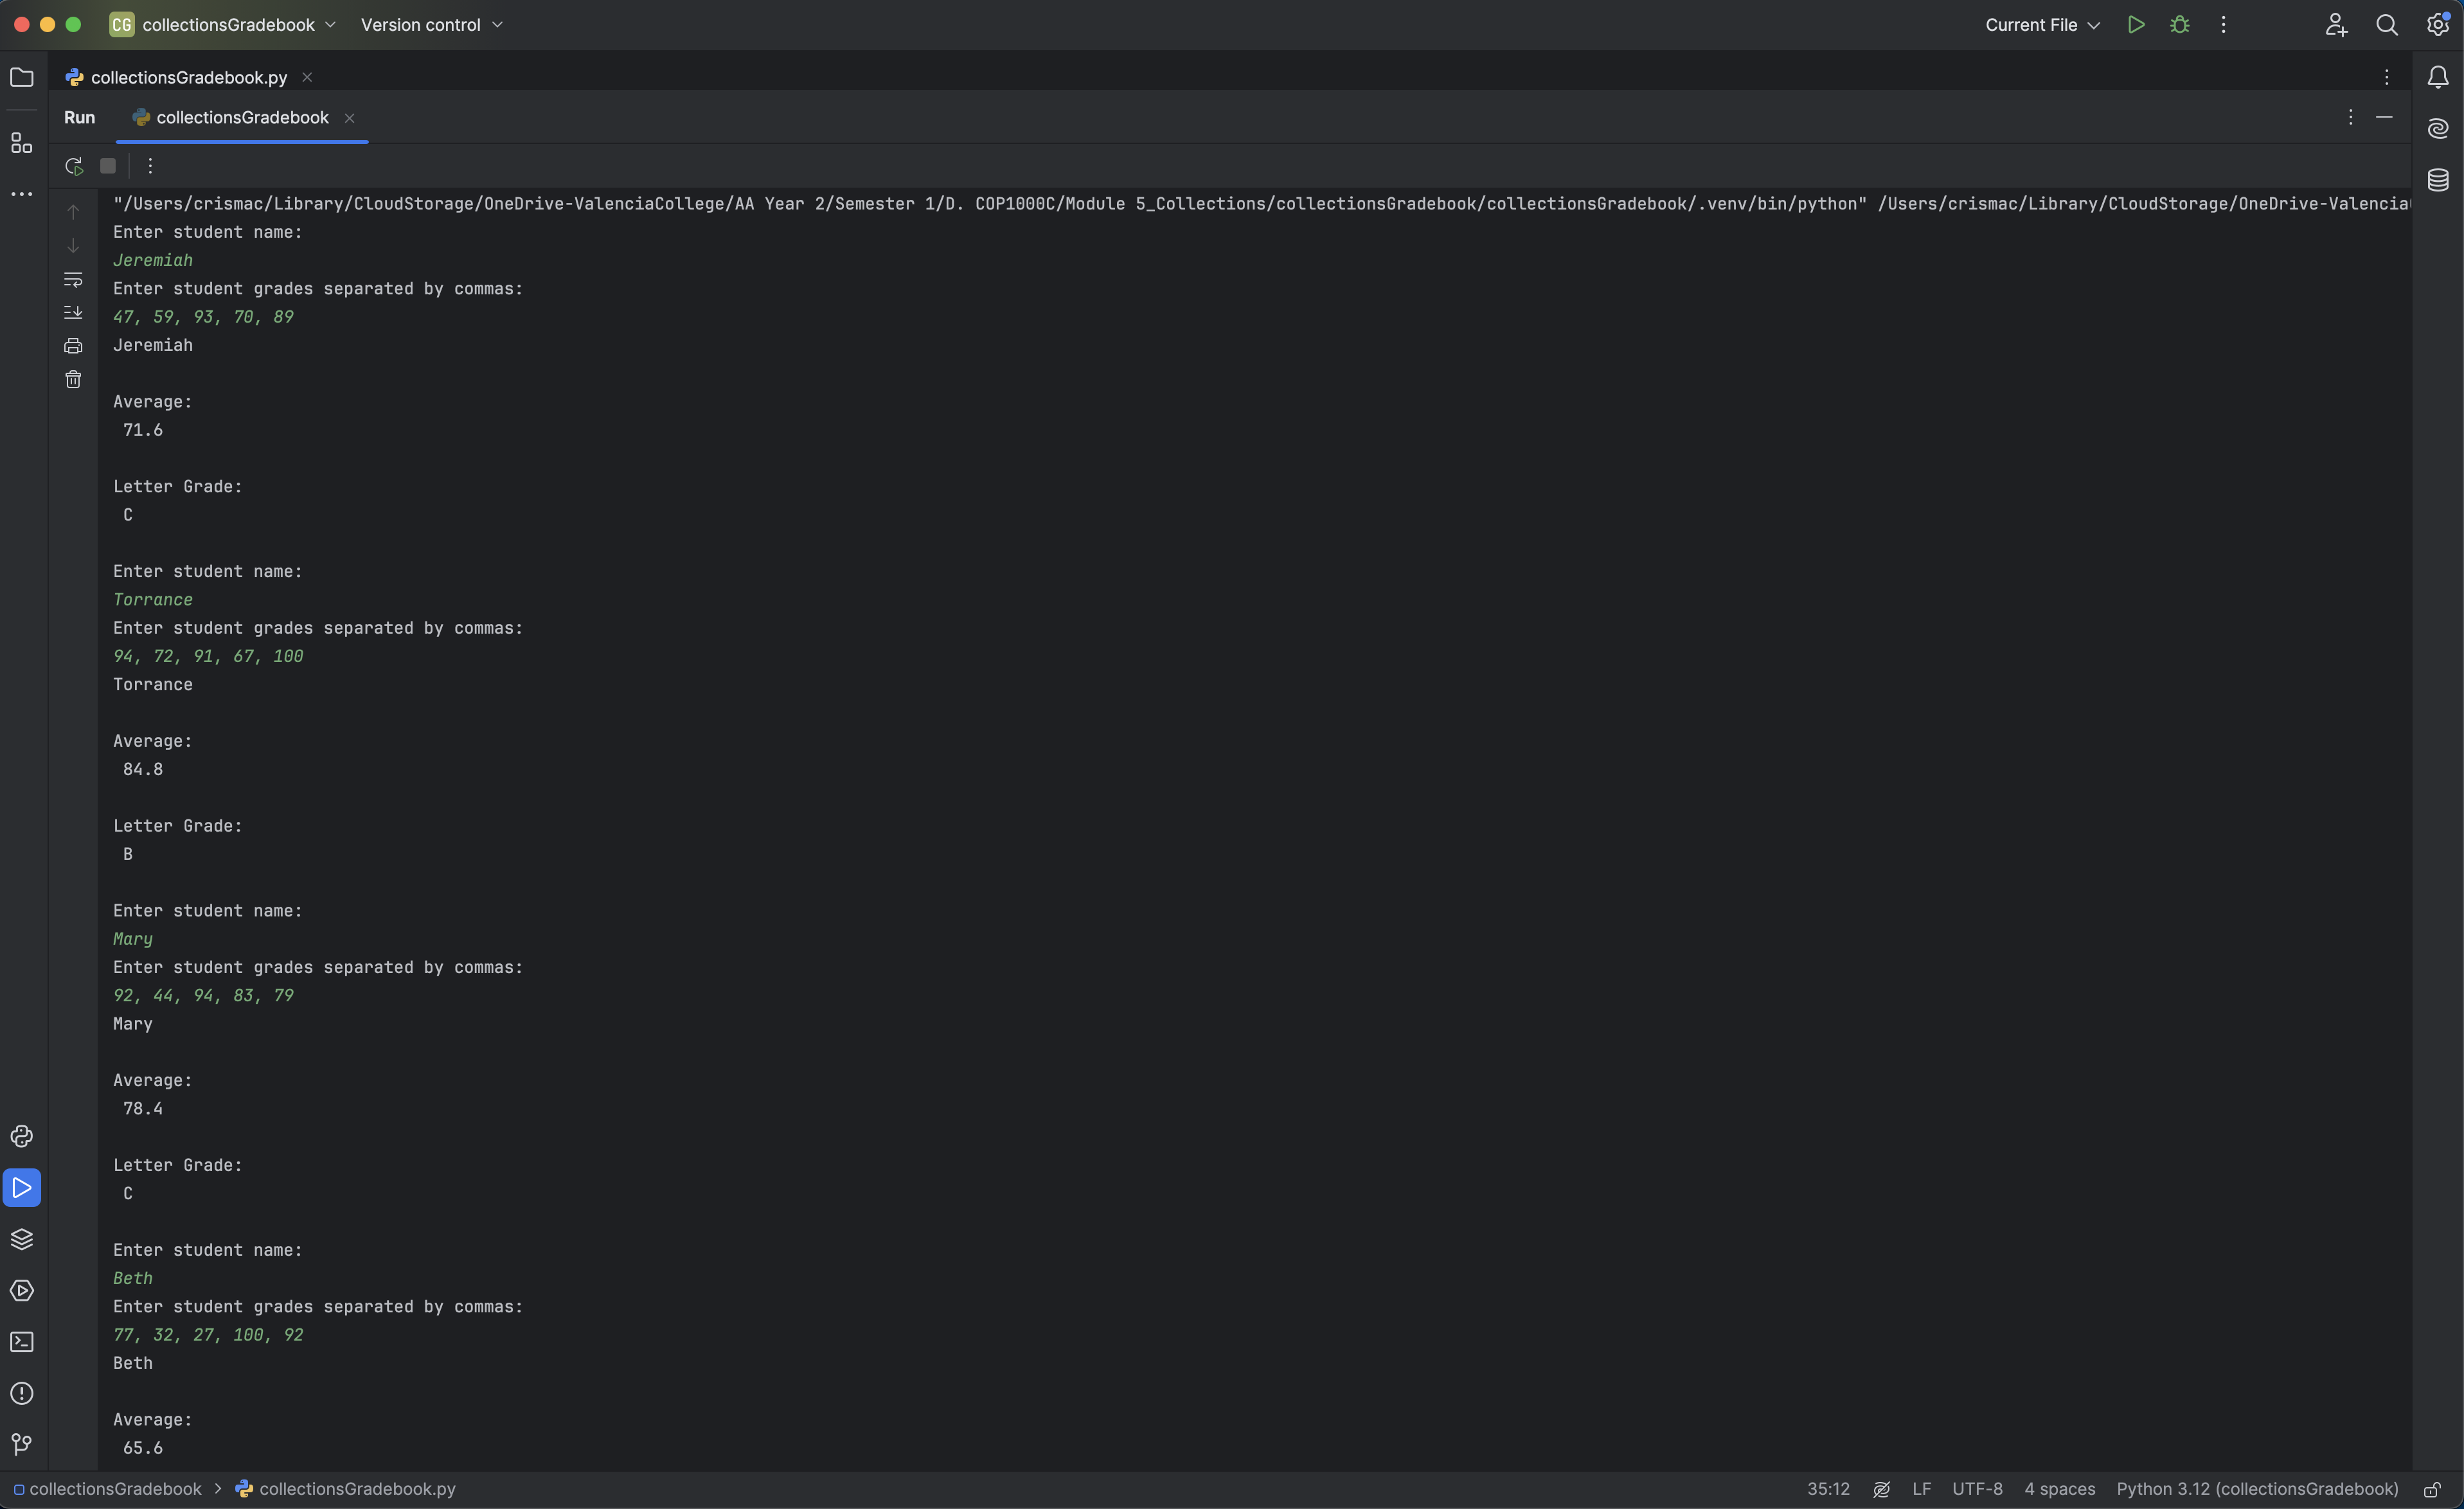 CG collectionsGradebook Version control Current File
collectionsGradebook.py
Run collectionsGradebook
"/Users/crismac/Library/CloudStorage/OneDrive-ValenciaCollege/AA Year 2/Semester 1/D. COP1000C/Module 5_Collections/collectionsGradebook/collectionsGradebook/.venv/bin/python" /Users/crismac/Library/CloudStorage/OneDrive-Valencia
Enter student name:
Jeremiah
Enter student grades separated by commas:
47, 59, 93, 70, 89
Jeremiah
Average:
71.6
Letter Grade:
C
Enter student name:
Torrance
Enter student grades separated by commas:
94, 72, 91, 67, 100
Torrance
Average:
84.8
Letter Grade:
B
Enter student name:
Mary
Enter student grades separated by commas:
92, 44, 94, 83, 79
Mary
Average:
78.4
Letter Grade:
C
Enter student name:
Beth
Enter student grades separated by commas:
77, 32, 27, 100, 92
Beth
Average:
65.6
collectionsGradebook > collectionsGradebook.py 35:12 LF UTF-8 4 spaces Python 3.12 (collectionsGradebook)